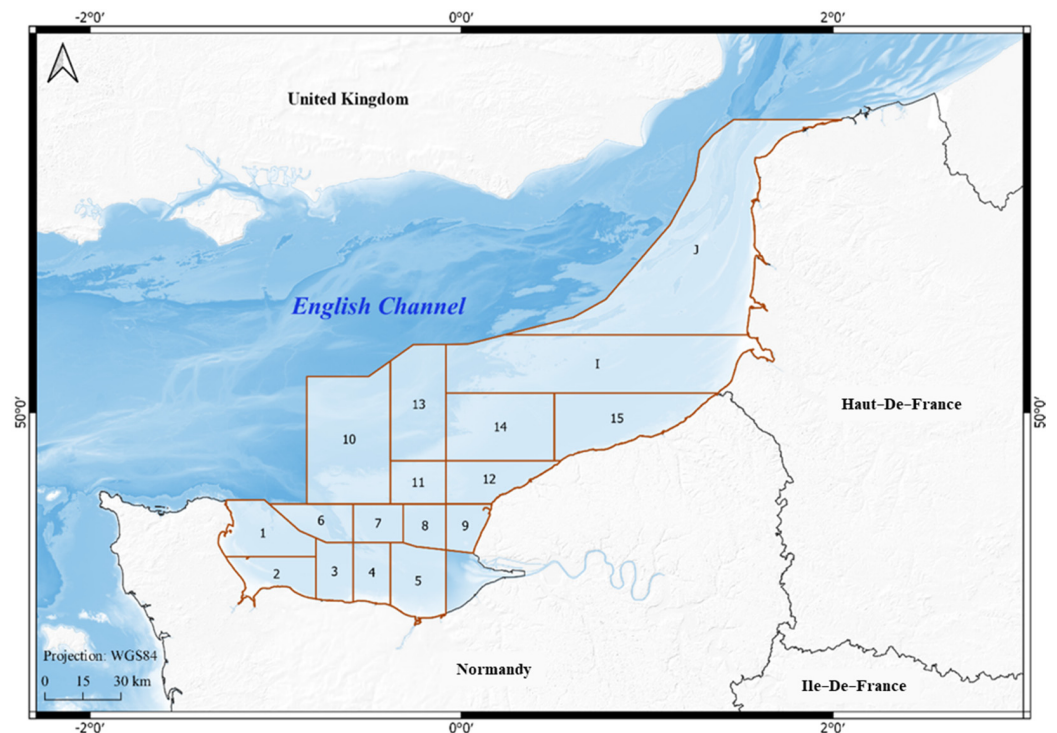 -2°0' 0°0' 2°0'
United Kingdom
J
English Channel
I
50°0' 50°0'
13
Haut–De–France
15
14
10
11 12
6 7 8 9
1
2 3 4 5
Projection: WGS84
Normandy
0 15 30 km
Ile–De–France
-2°0' 0°0' 2°0'